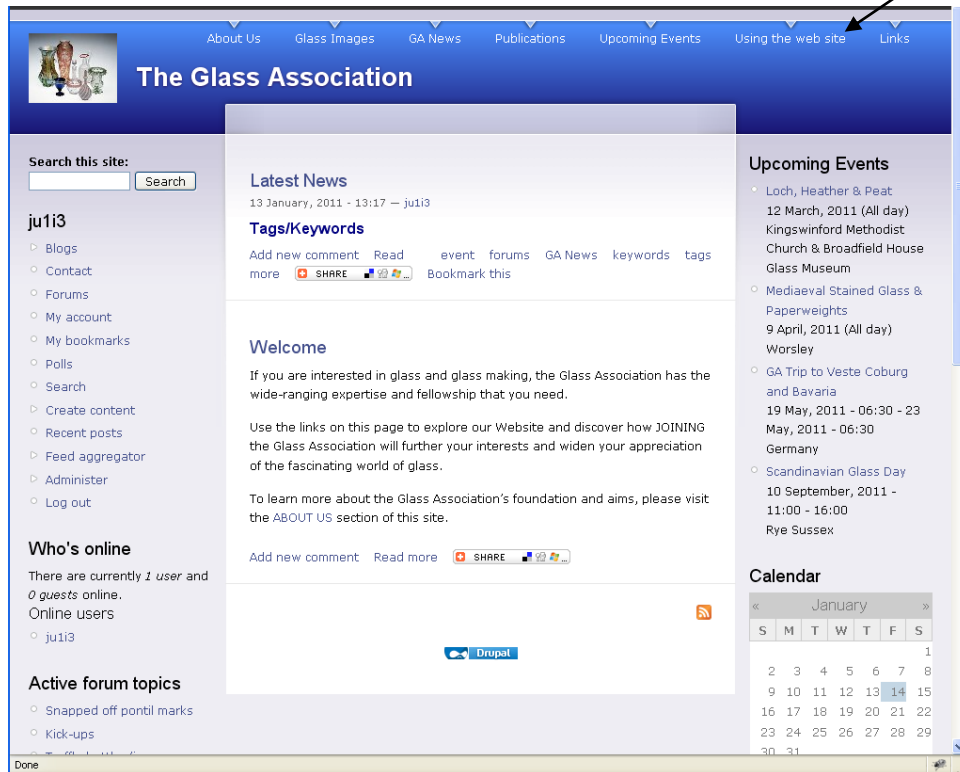 About Us Glass Images GA News Publications Upcoming Events Using the web site Links
The Glass Association
Search this site:
Search
ju1i3
Blogs
Contact
Forums
My account
My bookmarks
Polls
Search
Create content
Recent posts
Feed aggregator
Administer
Log out
Who's online
There are currently 1 user and
0 guests online.
Online users
ju1i3
Active forum topics
Snapped off pontil marks
Kick-ups
Latest News
13 January, 2011 - 13:17 — ju1i3
Tags/Keywords
Add new comment Read event forums GA News keywords tags
more SHARE Bookmark this
Welcome
If you are interested in glass and glass making, the Glass Association has the
wide-ranging expertise and fellowship that you need.
Use the links on this page to explore our Website and discover how JOINING
the Glass Association will further your interests and widen your appreciation
of the fascinating world of glass.
To learn more about the Glass Association's foundation and aims, please visit
the ABOUT US section of this site.
Add new comment Read more SHARE
Drupal
Upcoming Events
Loch, Heather & Peat
12 March, 2011 (All day)
Kingswinford Methodist
Church & Broadfield House
Glass Museum
Mediaeval Stained Glass &
Paperweights
9 April, 2011 (All day)
Worsley
GA Trip to Veste Coburg
and Bavaria
19 May, 2011 - 06:30 - 23
May, 2011 - 06:30
Germany
Scandinavian Glass Day
10 September, 2011 -
11:00 - 16:00
Rye Sussex
Calendar
« January »
S M T W T F S
1
2 3 4 5 6 7 8
9 10 11 12 13 14 15
16 17 18 19 20 21 22
23 24 25 26 27 28 29
30 31
Done